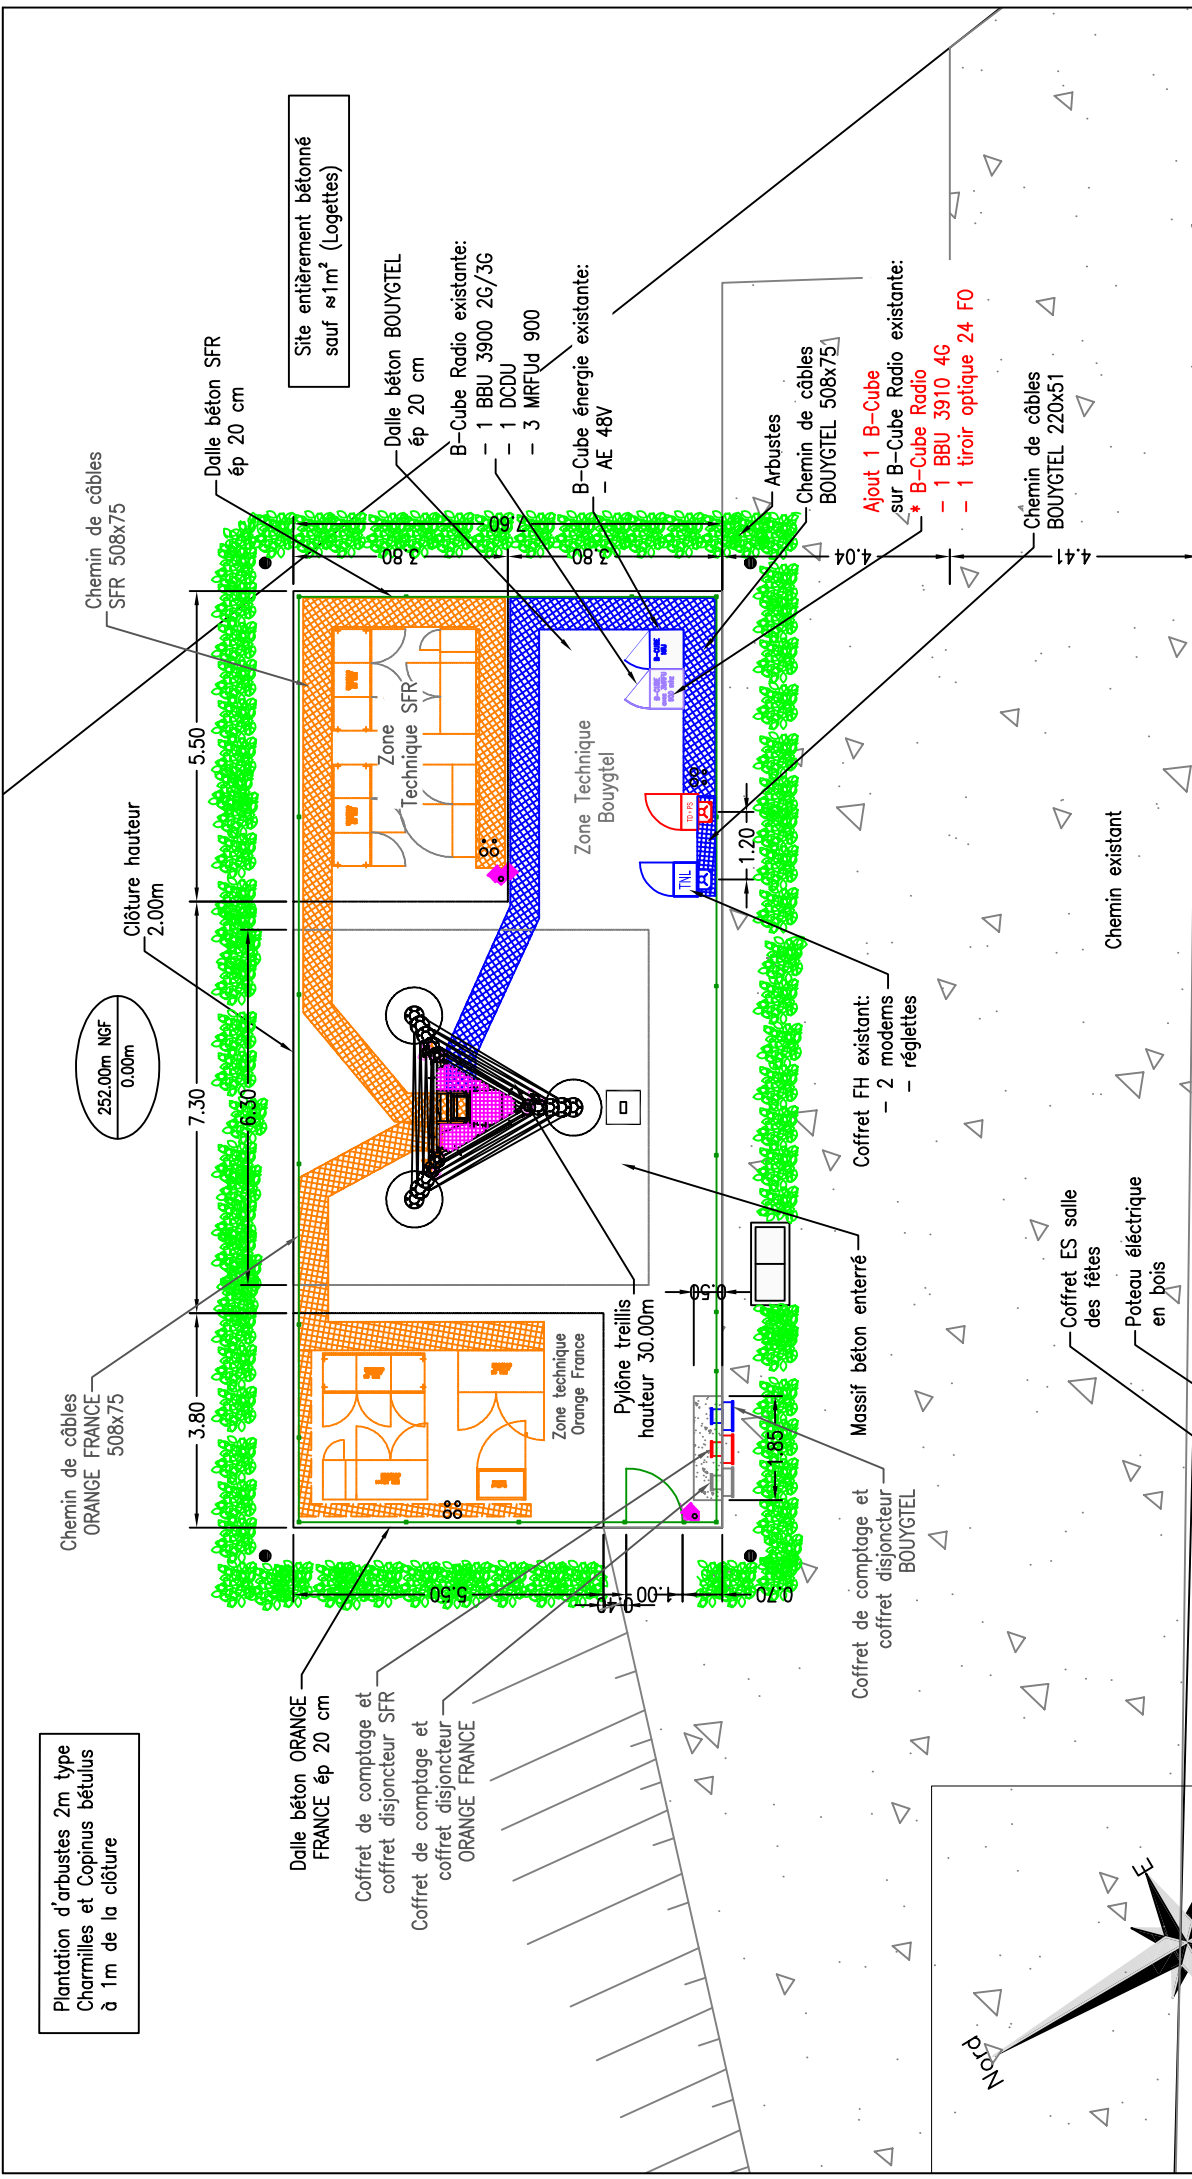 Plantation d'arbustes 2m type
Charmilles et Copinus bétulus
à 1m de la clôture
Chemin de câbles
ORANGE FRANCE
508x75
252.00m NGF
0.00m
Clôture hauteur
2.00m
Chemin de câbles
SFR 508x75
Dalle béton SFR
ép 20 cm
Site entièrement bétonné
sauf ≈1m² (Logettes)
3.80
7.30
5.50
6.30
Dalle béton BOUYGTEL
ép 20 cm
B-Cube Radio existante:
- 1 BBU 3900 2G/3G
- 1 DCDU
- 3 MRFUd 900
B-Cube énergie existante:
- AE 48V
Arbustes
Chemin de câbles
BOUYGTEL 508x75
Ajout 1 B-Cube
sur B-Cube Radio existante:
* B-Cube Radio
- 1 BBU 3910 4G
- 1 tiroir optique 24 FO
Chemin de câbles
BOUYGTEL 220x51
7.60
3.80
3.80
4.04
4.41
Zone
Technique SFR
Zone Technique
Bouygtel
B-CUBE
B-CUBE
TD+PS
TNL
1.20
Zone technique
Orange France
Pylône treillis
hauteur 30.00m
0.50
1.85
5.50
0.40
1.00
0.70
Dalle béton ORANGE
FRANCE ép 20 cm
Coffret de comptage et
coffret disjoncteur SFR
Coffret de comptage et
coffret disjoncteur
ORANGE FRANCE
Massif béton enterré
Coffret FH existant:
- 2 modems
- réglettes
Coffret de comptage et
coffret disjoncteur
BOUYGTEL
Chemin existant
Coffret ES salle
des fêtes
Poteau éléctrique
en bois
Nord
E